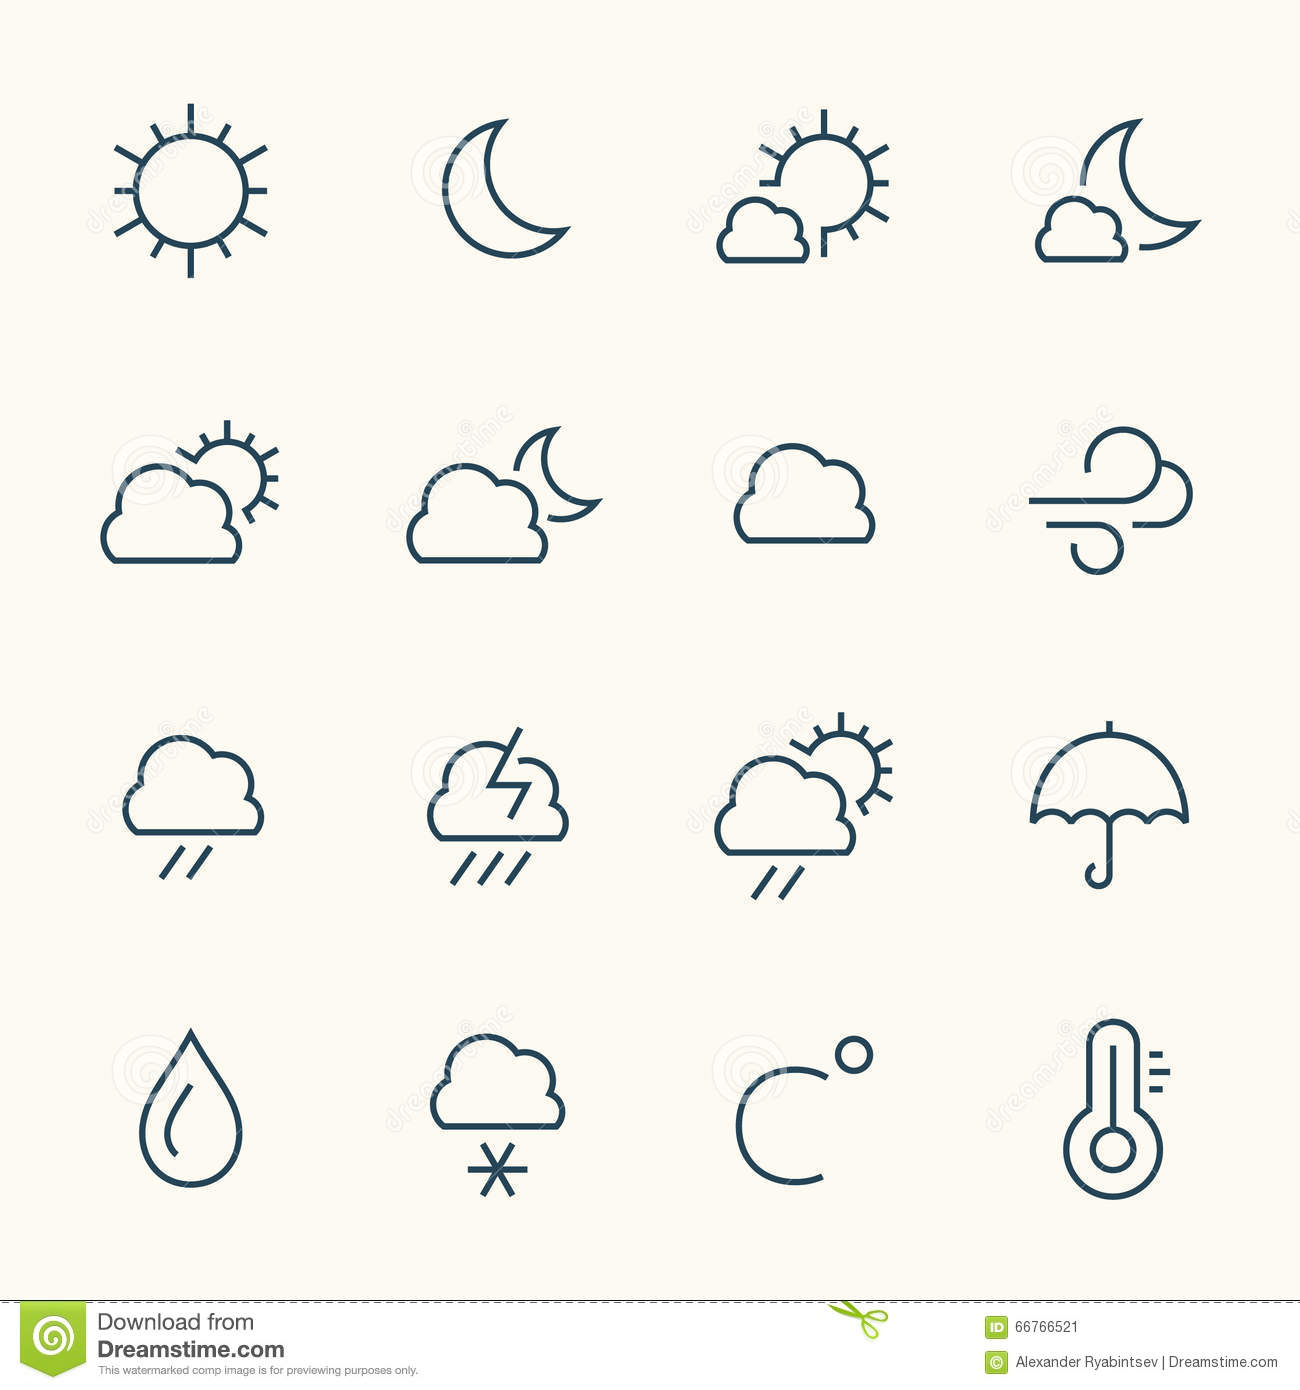 Download from
Dreamstime.com
This watermarked comp image is for previewing purposes only.
ID 66766521
© Alexander Ryabintsev | Dreamstime.com